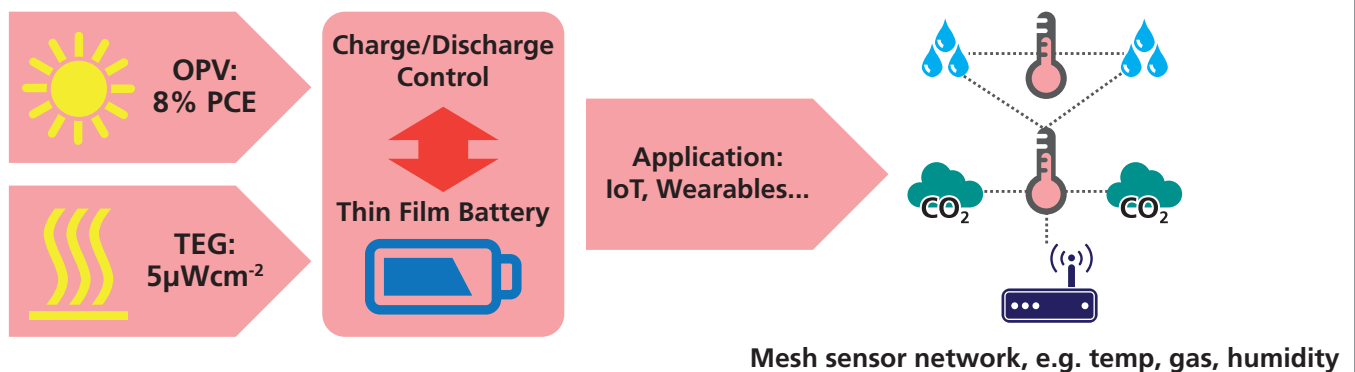 OPV:
8% PCE
TEG:
5µWcm⁻²
Charge/Discharge
Control
Thin Film Battery
Application:
IoT, Wearables...
CO₂
CO₂
Mesh sensor network, e.g. temp, gas, humidity